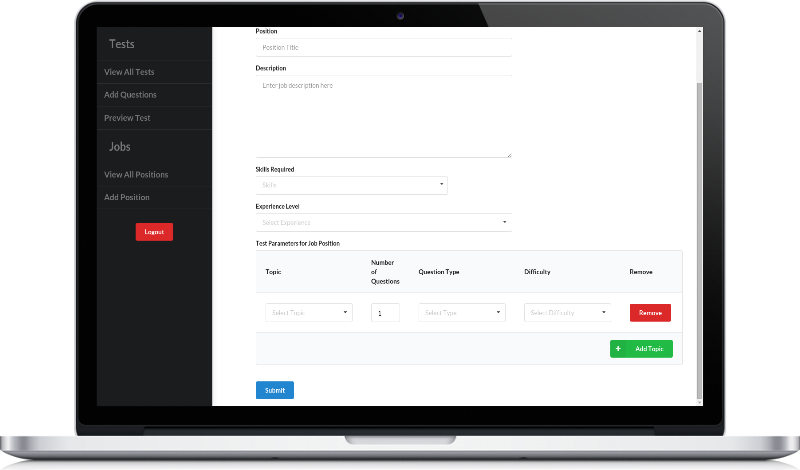 Tests
View All Tests
Add Questions
Preview Test
Jobs
View All Positions
Add Position
Logout
Position
Position Title
Description
Enter job description here
Skills Required
Skills
Experience Level
Select Experience
Test Parameters for Job Position
Topic
Number
of
Questions
Question Type
Difficulty
Remove
Select Topic
1
Select Type
Select Difficulty
Remove
+ Add Topic
Submit